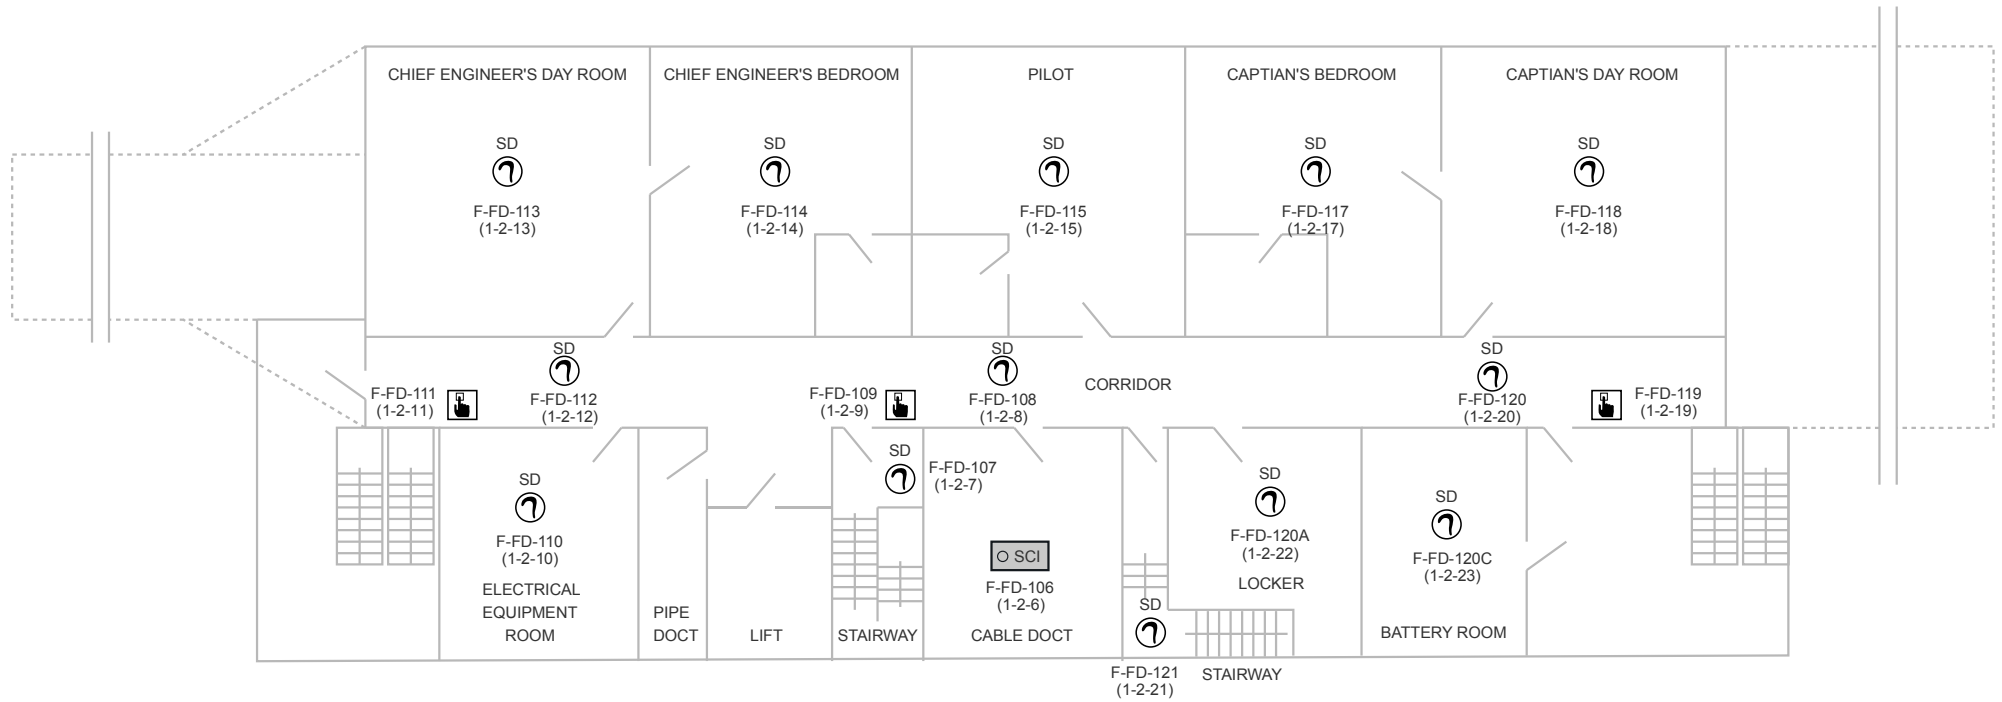 CHIEF ENGINEER'S DAY ROOM
CHIEF ENGINEER'S BEDROOM
PILOT
CAPTIAN'S BEDROOM
CAPTIAN'S DAY ROOM
SD
F-FD-113
(1-2-13)
SD
F-FD-114
(1-2-14)
SD
F-FD-115
(1-2-15)
SD
F-FD-117
(1-2-17)
SD
F-FD-118
(1-2-18)
F-FD-111
(1-2-11)
SD
F-FD-112
(1-2-12)
F-FD-109
(1-2-9)
SD
F-FD-108
(1-2-8)
CORRIDOR
SD
F-FD-120
(1-2-20)
F-FD-119
(1-2-19)
SD
F-FD-110
(1-2-10)
ELECTRICAL
EQUIPMENT
ROOM
PIPE
DOCT
LIFT
SD
F-FD-107
(1-2-7)
STAIRWAY
SCI
F-FD-106
(1-2-6)
CABLE DOCT
SD
F-FD-121
(1-2-21)
STAIRWAY
SD
F-FD-120A
(1-2-22)
LOCKER
SD
F-FD-120C
(1-2-23)
BATTERY ROOM